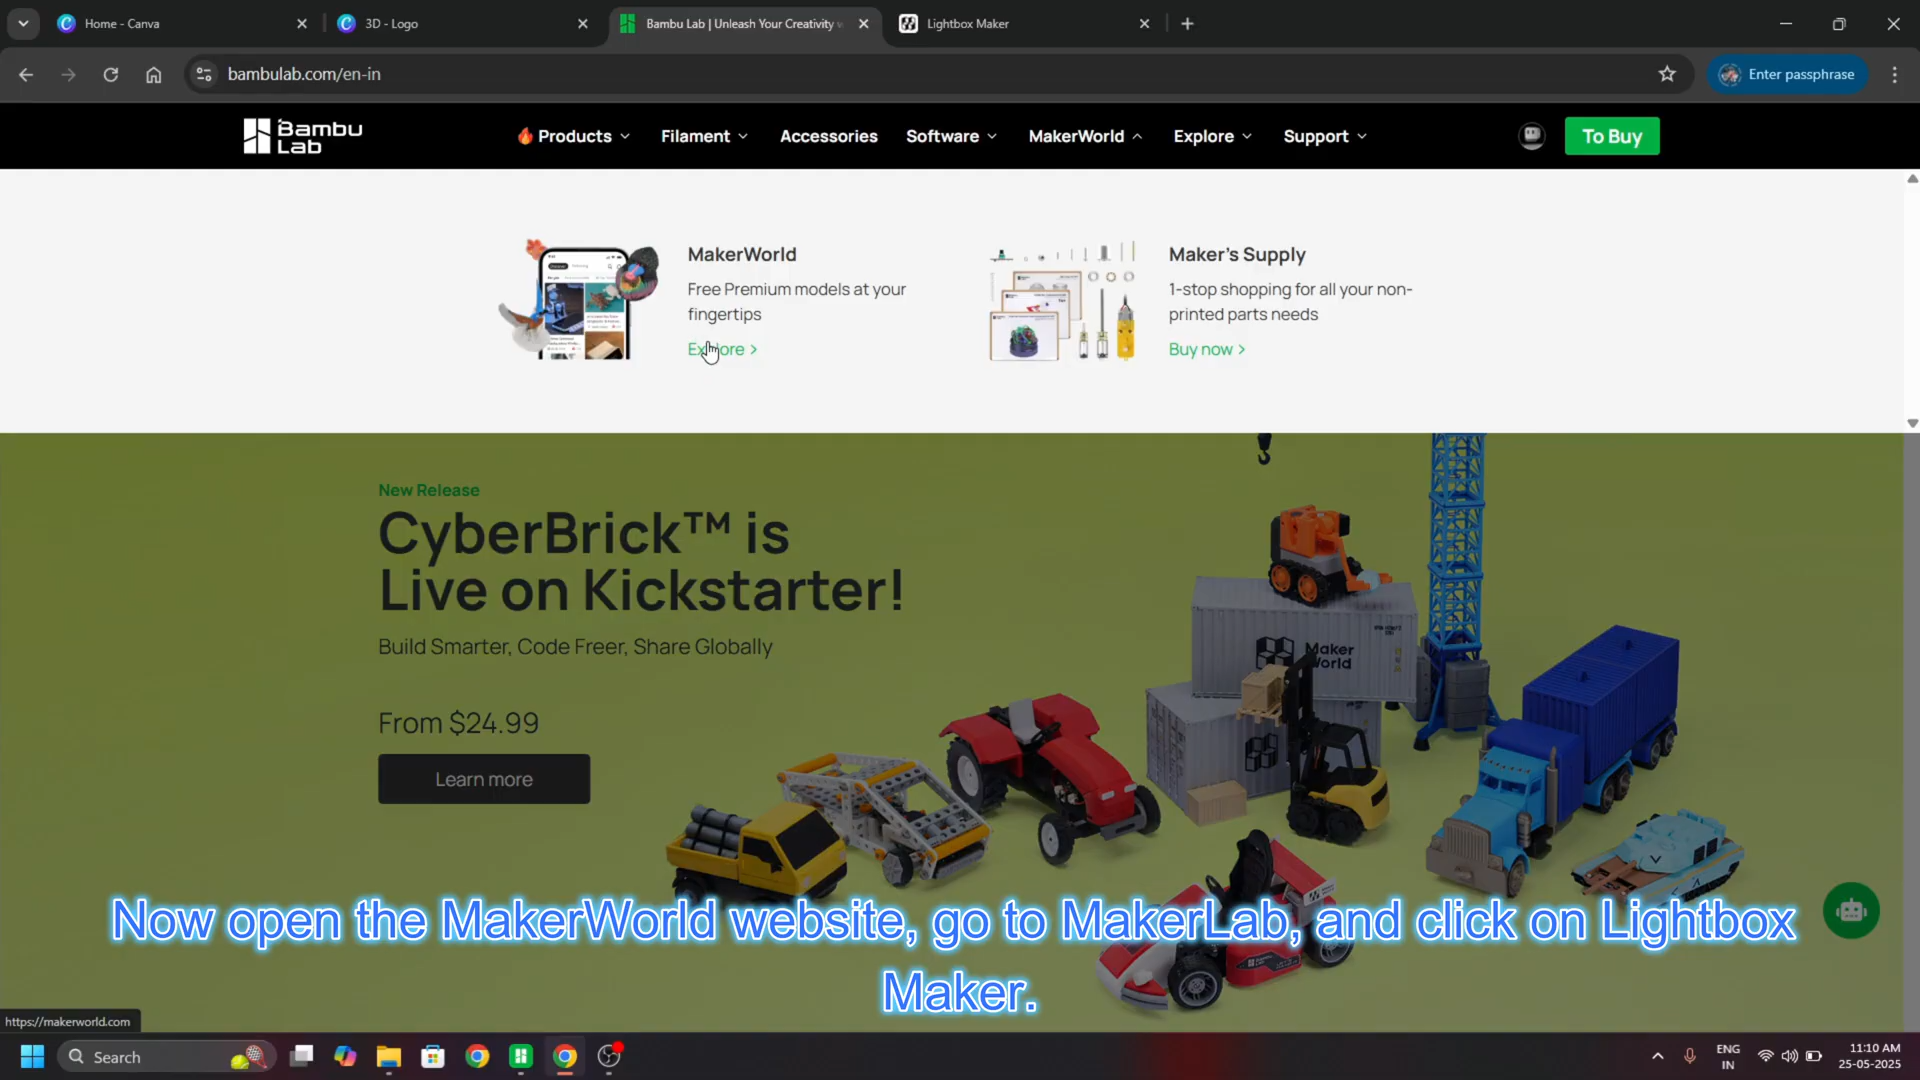 Home - Canva
3D - Logo
Bambu Lab | Unleash Your Creativity w
Lightbox Maker
bambulab.com/en-in
Enter passphrase
Bambu
Lab
Products
Filament
Accessories
Software
MakerWorld
Explore
Support
To Buy
MakerWorld
Free Premium models at your
fingertips
Explore >
Maker's Supply
1-stop shopping for all your non-
printed parts needs
Buy now >
New Release
CyberBrick™ is
Live on Kickstarter!
Build Smarter, Code Freer, Share Globally
From $24.99
Learn more
Maker
World
Now open the MakerWorld website, go to MakerLab, and click on Lightbox
Maker.
https://makerworld.com
Search
ENG
IN
11:10 AM
25-05-2025